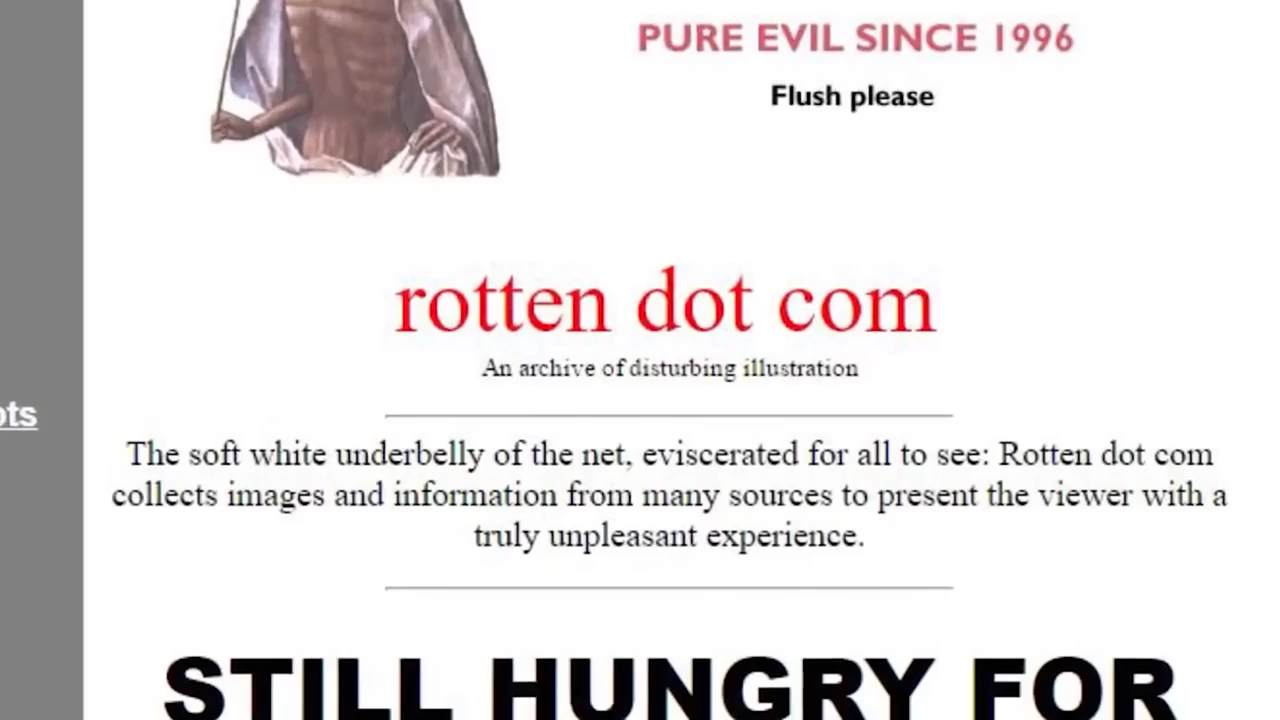 PURE EVIL SINCE 1996
Flush please
rotten dot com
An archive of disturbing illustration
The soft white underbelly of the net, eviscerated for all to see: Rotten dot com
collects images and information from many sources to present the viewer with a
truly unpleasant experience.
STILL HUNGRY FOR